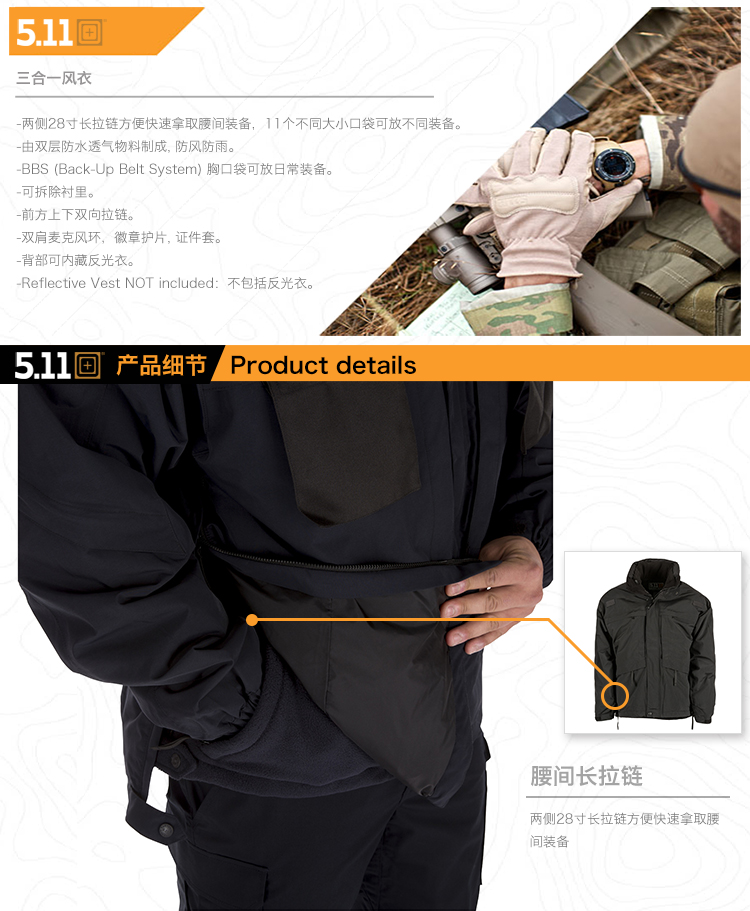 5.11
三合一风衣
-两侧28寸长拉链方便快速拿取腰间装备，11个不同大小口袋可放不同装备。
-由双层防水透气物料制成, 防风防雨。
-BBS (Back-Up Belt System) 胸口袋可放日常装备。
-可拆除衬里。
-前方上下双向拉链。
-双肩麦克风环，徽章护片, 证件套。
-背部可内藏反光衣。
-Reflective Vest NOT included：不包括反光衣。
5.11 产品细节 Product details
腰间长拉链
两侧28寸长拉链方便快速拿取腰
间装备